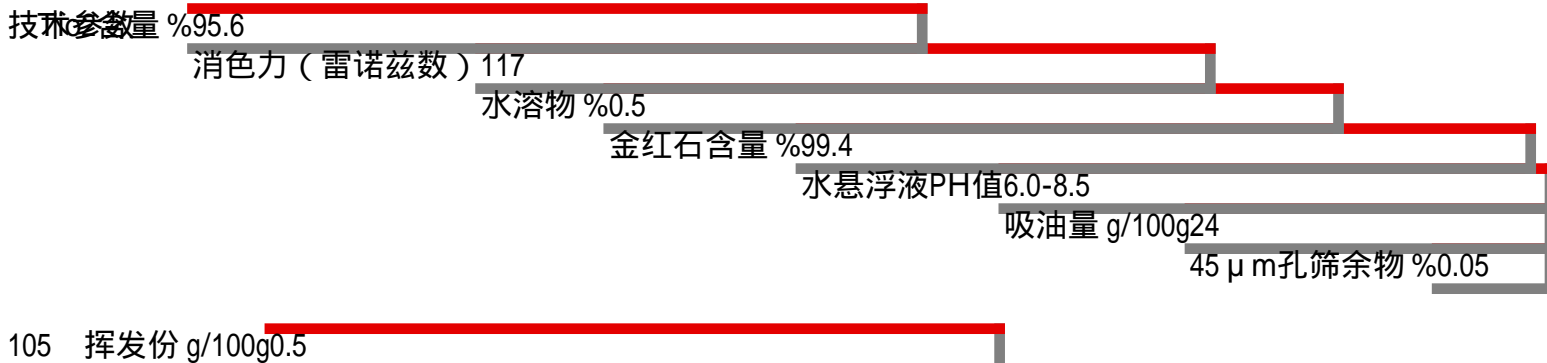 技术参数
TiO2含量 %95.6
消色力（雷诺兹数）117
水溶物 %0.5
金红石含量 %99.4
水悬浮液PH值6.0-8.5
吸油量 g/100g24
45μm孔筛余物 %0.05
105 挥发份 g/100g0.5